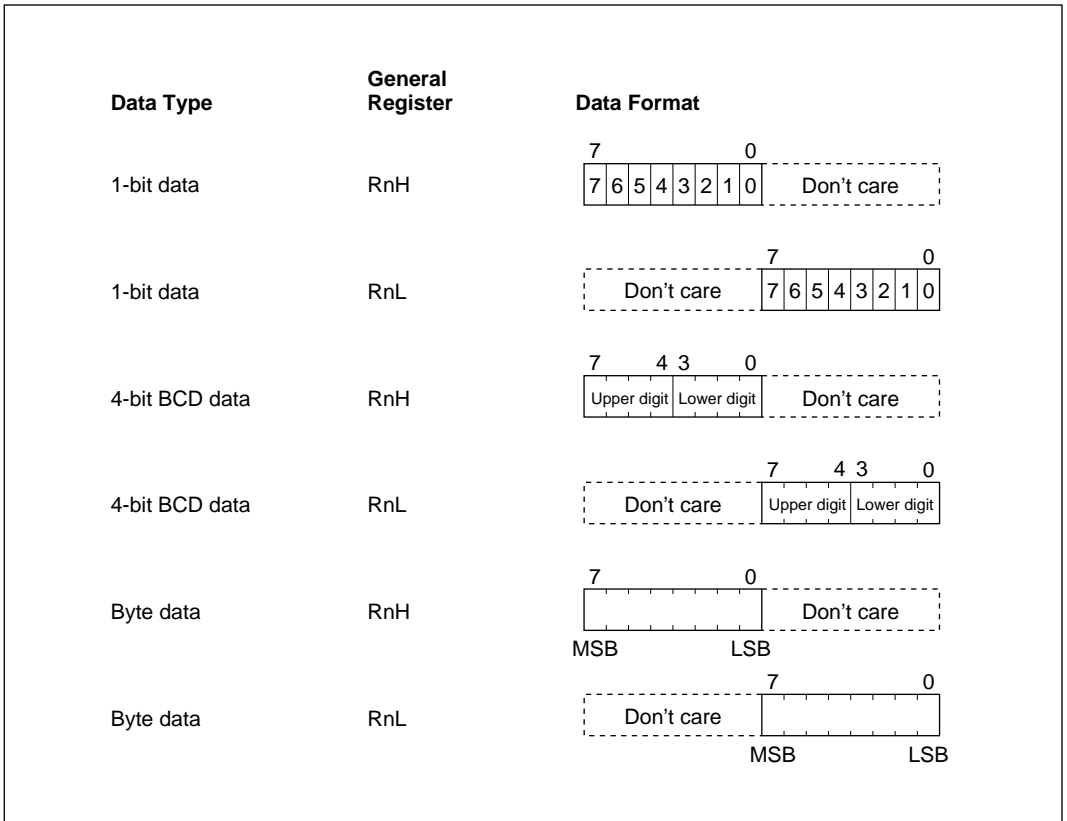 General
Data Type Register Data Format
7 0
1-bit data RnH 7 6 5 4 3 2 1 0 Don't care
7 0
1-bit data RnL Don't care 7 6 5 4 3 2 1 0
7 4 3 0
4-bit BCD data RnH Upper digit Lower digit Don't care
7 4 3 0
4-bit BCD data RnL Don't care Upper digit Lower digit
7 0
Byte data RnH Don't care
MSB LSB
7 0
Byte data RnL Don't care
MSB LSB